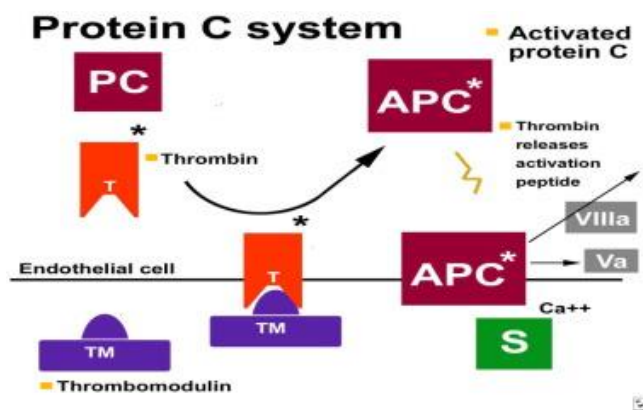 Protein C system
Activated
protein C
PC
APC*
*
Thrombin
T
Thrombin
releases
activation
peptide
*
T
VIIIa
Va
Endothelial cell
APC*
Ca++
TM
TM
S
Thrombomodulin